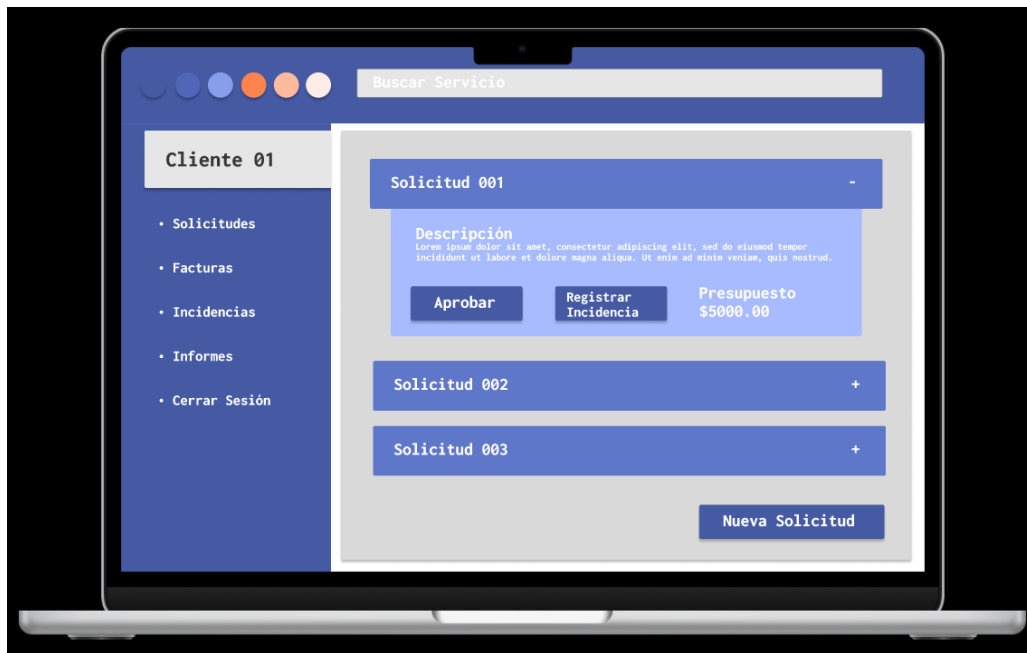 Buscar Servicio
Cliente 01
• Solicitudes
• Facturas
• Incidencias
• Informes
• Cerrar Sesión
Solicitud 001 -
Descripción
Lorem ipsum dolor sit amet, consectetur adipiscing elit, sed do eiusmod tempor
incididunt ut labore et dolore magna aliqua. Ut enim ad minim veniam, quis nostrud.
Aprobar
Registrar
Incidencia
Presupuesto
$5000.00
Solicitud 002 +
Solicitud 003 +
Nueva Solicitud